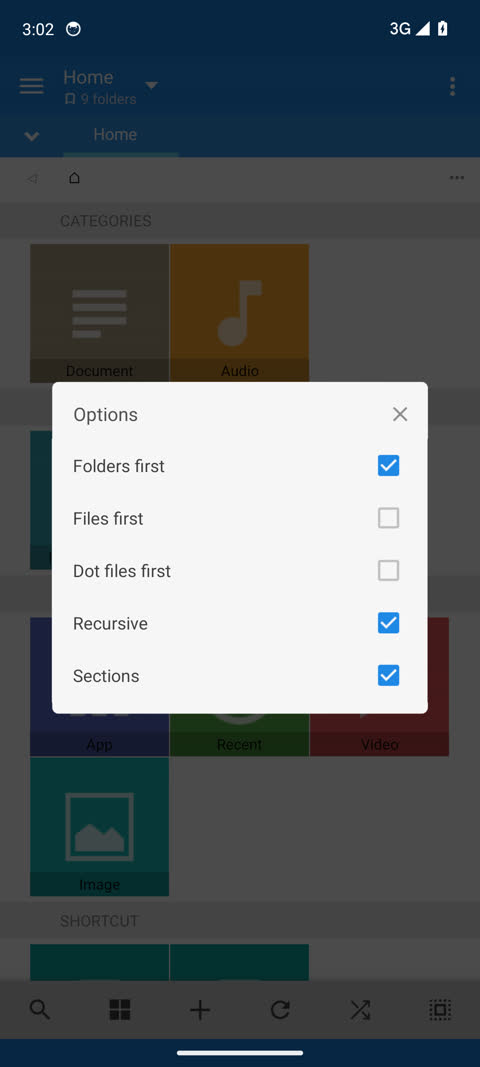 3:02
3G
Home
9 folders
Home
CATEGORIES
Document
Audio
Options
Folders first
Files first
Dot files first
Recursive
Sections
App
Recent
Video
Image
SHORTCUT